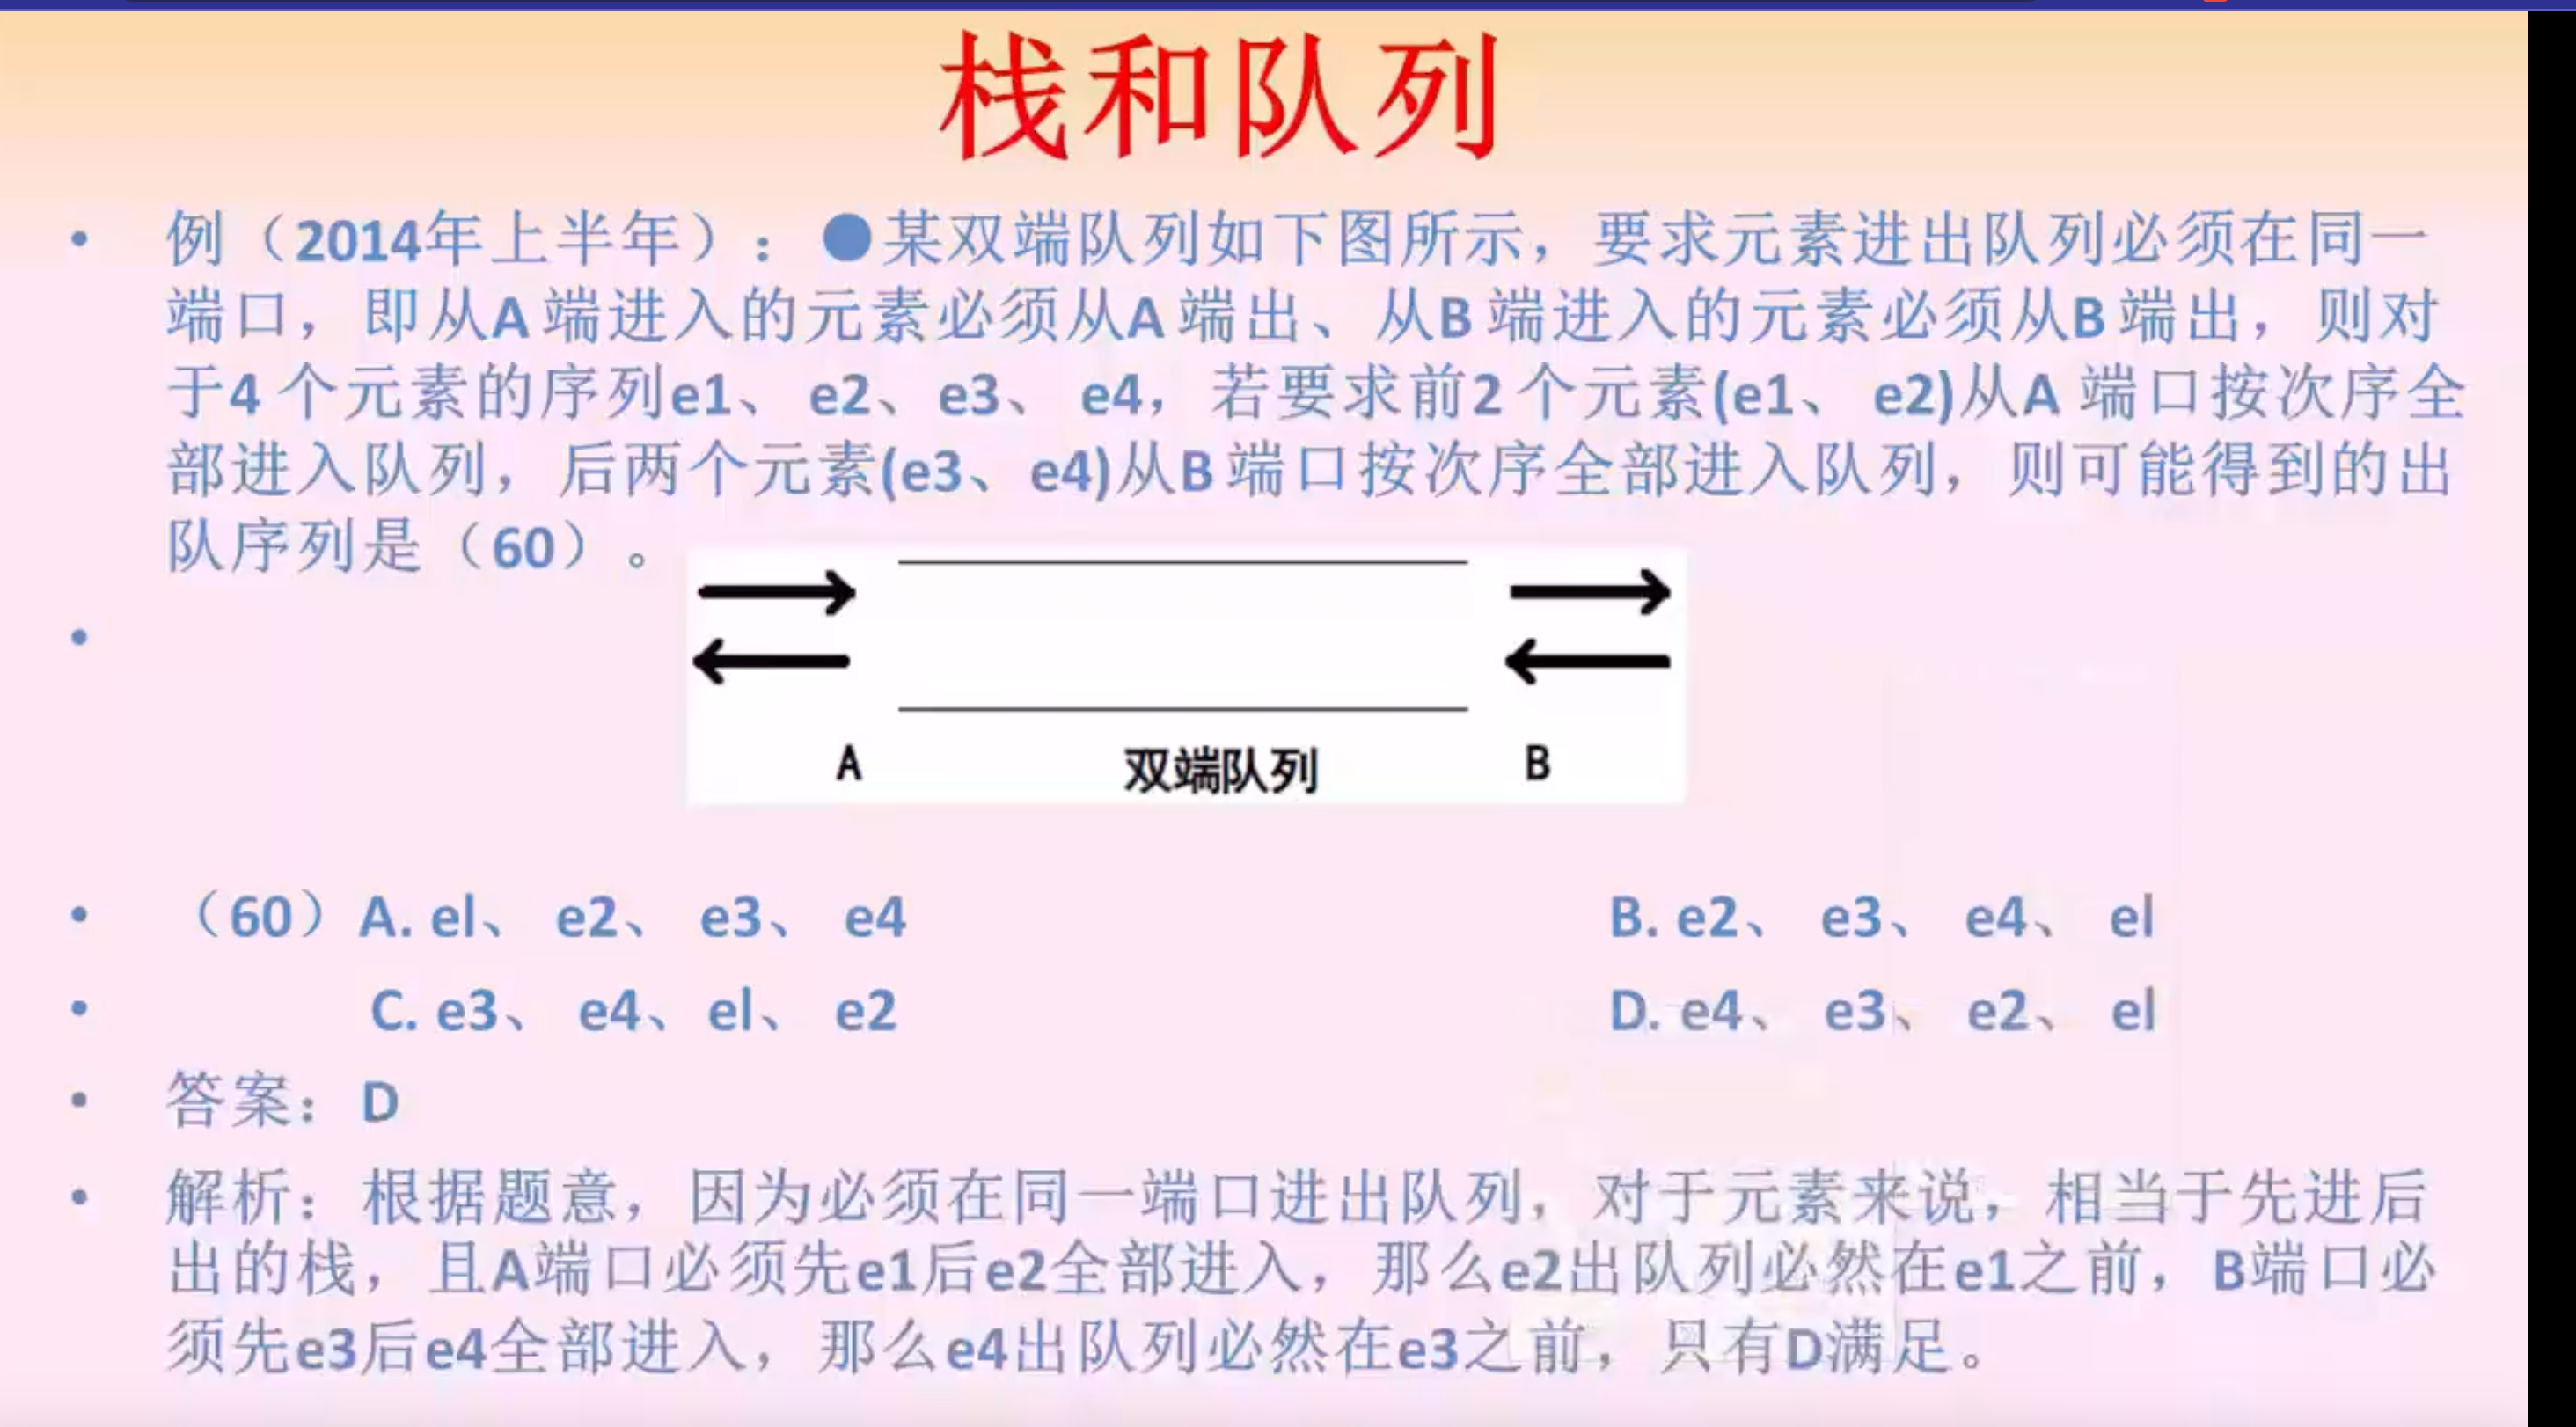 栈和队列
• 例（2014年上半年）：●某双端队列如下图所示，要求元素进出队列必须在同一
端口，即从A 端进入的元素必须从A 端出、从B 端进入的元素必须从B 端出，则对
于4 个元素的序列e1、 e2、e3、 e4，若要求前2 个元素(e1、 e2)从A 端口按次序全
部进入队列，后两个元素(e3、 e4)从B 端口按次序全部进入队列，则可能得到的出
队序列是（60）。
A 双端队列 B
• （60）A. el、 e2、 e3、 e4 B. e2、 e3、 e4、 el
• C. e3、 e4、el、 e2 D. e4、 e3、 e2、 el
• 答案：D
• 解析：根据题意，因为必须在同一端口进出队列，对于元素来说，相当于先进后
出的栈，且A端口必须先e1后e2全部进入，那么e2出队列必然在e1之前，B端口必
须先e3后e4全部进入，那么e4出队列必然在e3之前，只有D满足。